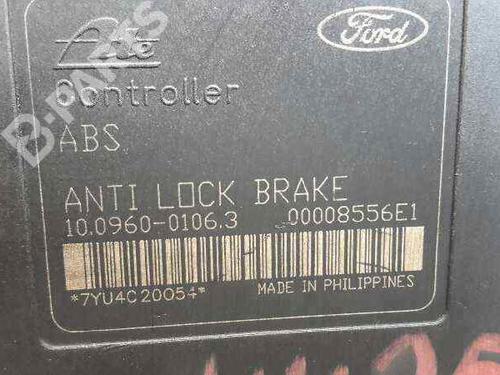 Ate
Ford
Controller
ABS
ANTI LOCK BRAKE
10.0960-0106.3 00008556E1
*7YU4C20054* MADE IN PHILIPPINES
B-PARTS